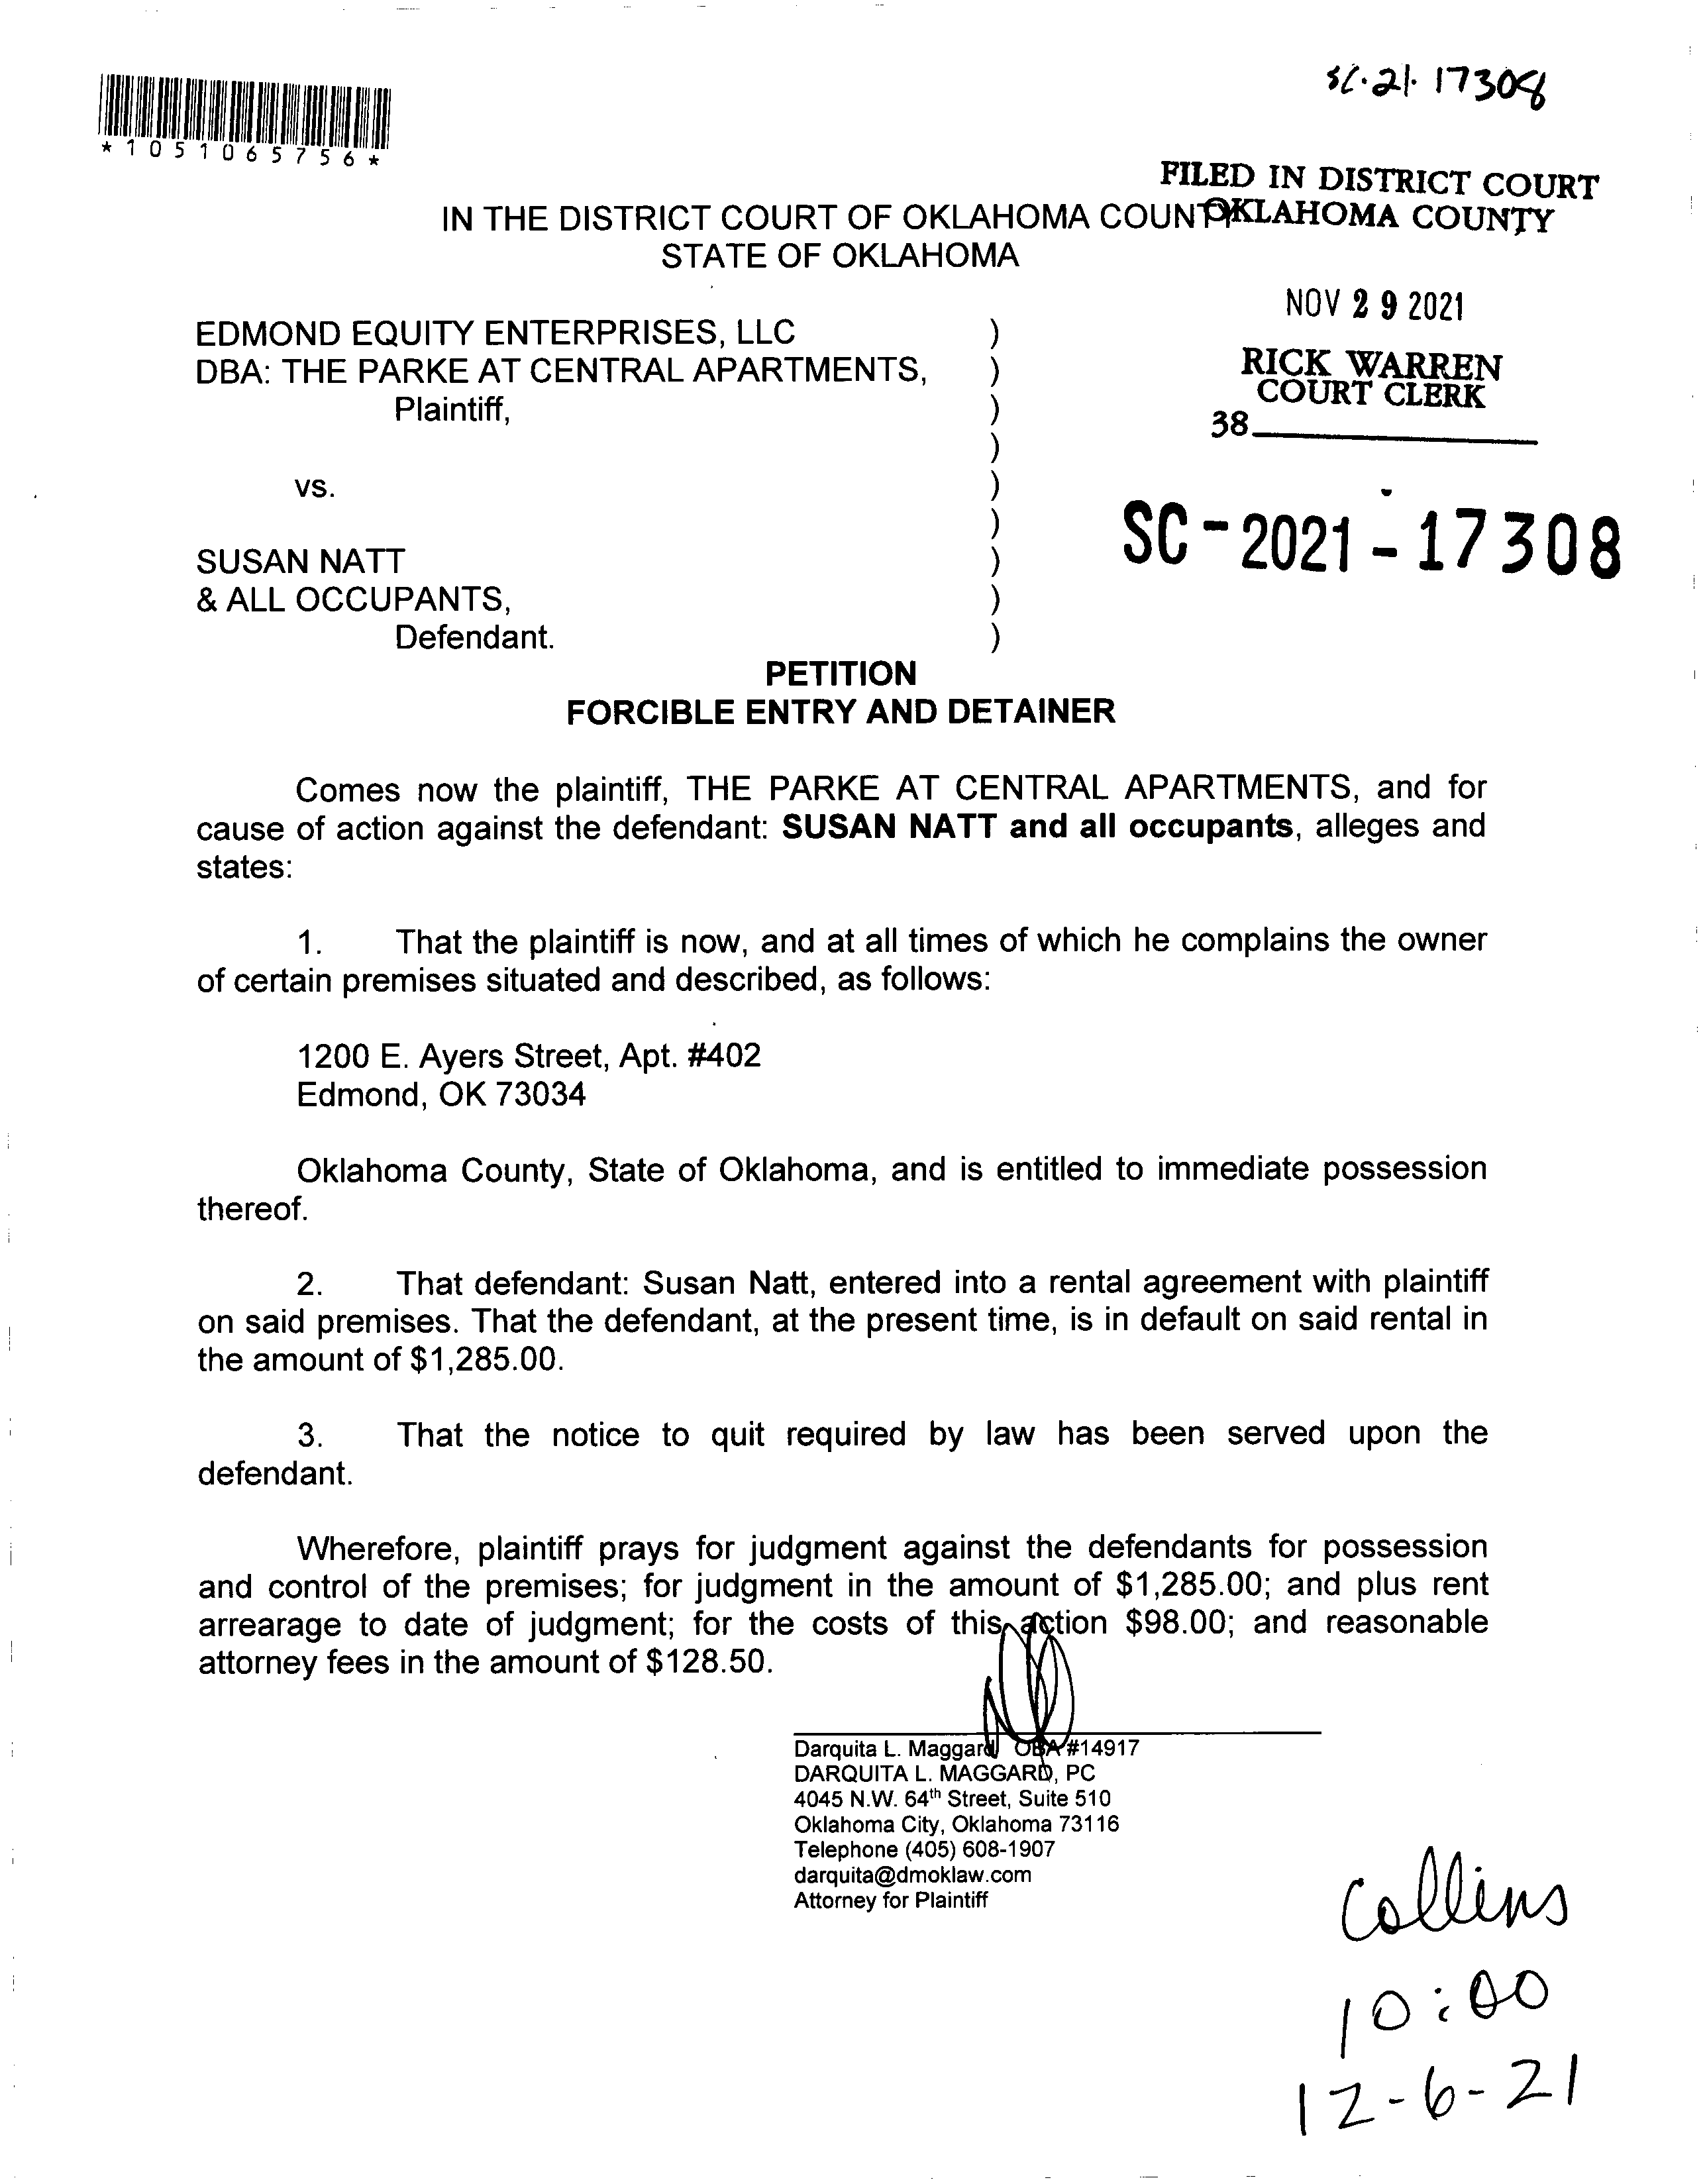 SC-21-17308
*1051065756*
FILED IN DISTRICT COURT
OKLAHOMA COUNTY
IN THE DISTRICT COURT OF OKLAHOMA COUNTY
STATE OF OKLAHOMA
NOV 29 2021
RICK WARREN
COURT CLERK
38
EDMOND EQUITY ENTERPRISES, LLC )
DBA: THE PARKE AT CENTRAL APARTMENTS, )
Plaintiff, )
)
vs. )
)
SUSAN NATT )
& ALL OCCUPANTS, )
Defendant. )
SC-2021-17308
PETITION
FORCIBLE ENTRY AND DETAINER
Comes now the plaintiff, THE PARKE AT CENTRAL APARTMENTS, and for
cause of action against the defendant: SUSAN NATT and all occupants, alleges and
states:
1. That the plaintiff is now, and at all times of which he complains the owner
of certain premises situated and described, as follows:
1200 E. Ayers Street, Apt. #402
Edmond, OK 73034
Oklahoma County, State of Oklahoma, and is entitled to immediate possession
thereof.
2. That defendant: Susan Natt, entered into a rental agreement with plaintiff
on said premises. That the defendant, at the present time, is in default on said rental in
the amount of $1,285.00.
3. That the notice to quit required by law has been served upon the
defendant.
Wherefore, plaintiff prays for judgment against the defendants for possession
and control of the premises; for judgment in the amount of $1,285.00; and plus rent
arrearage to date of judgment; for the costs of this action $98.00; and reasonable
attorney fees in the amount of $128.50.
Darquita L. Maggard OBA #14917
DARQUITA L. MAGGARD, PC
4045 N.W. 64th Street, Suite 510
Oklahoma City, Oklahoma 73116
Telephone (405) 608-1907
darquita@dmoklaw.com
Attorney for Plaintiff
Collins
10:00
12-6-21